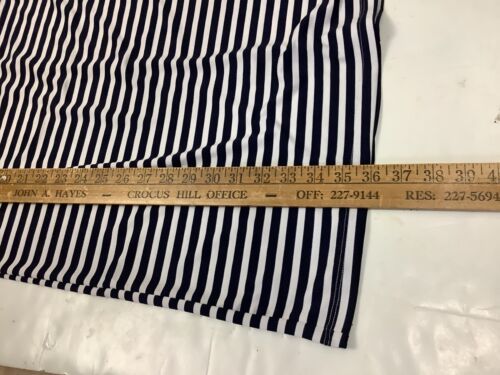 21 22 23 24 25 26 27 28 29 30 31 32 33 34 35 36 37 38 39
JOHN A. HAYES — CROCUS HILL OFFICE — OFF: 227-9144 RES: 227-5694